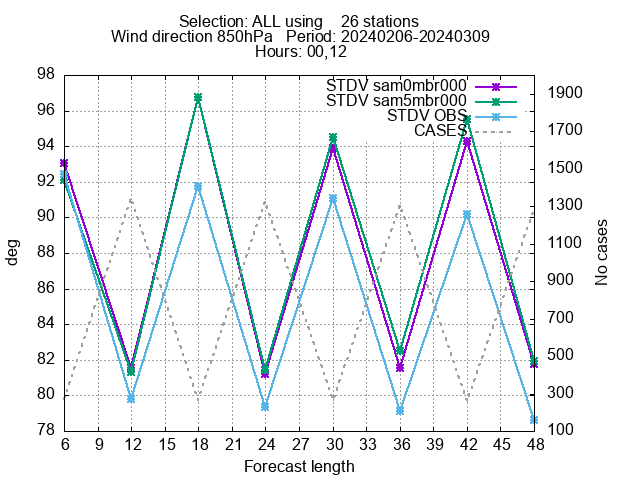 Selection: ALL using    26 stations
Wind direction 850hPa   Period: 20240206-20240309
Hours: 00,12
STDV sam0mbr000
STDV sam5mbr000
STDV OBS
CASES
98
96
94
92
90
88
86
84
82
80
78
deg
1900
1700
1500
1300
1100
900
700
500
300
100
No cases
6 9 12 15 18 21 24 27 30 33 36 39 42 45 48
Forecast length